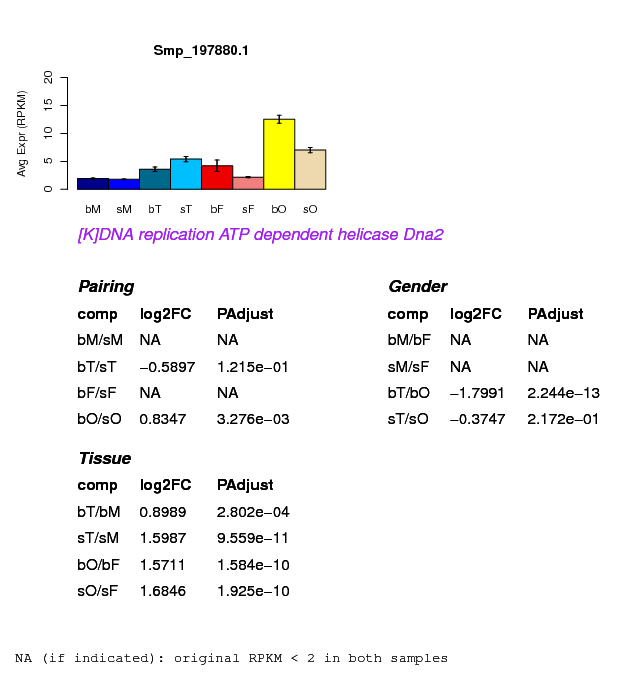 Smp_197880.1
Avg Expr (RPKM)
20
15
10
5
0
bM sM bT sT bF sF bO sO
[K]DNA replication ATP dependent helicase Dna2
Pairing
comp log2FC PAdjust
bM/sM NA NA
bT/sT −0.5897 1.215e−01
bF/sF NA NA
bO/sO 0.8347 3.276e−03
Gender
comp log2FC PAdjust
bM/bF NA NA
sM/sF NA NA
bT/bO −1.7991 2.244e−13
sT/sO −0.3747 2.172e−01
Tissue
comp log2FC PAdjust
bT/bM 0.8989 2.802e−04
sT/sM 1.5987 9.559e−11
bO/bF 1.5711 1.584e−10
sO/sF 1.6846 1.925e−10
NA (if indicated): original RPKM < 2 in both samples